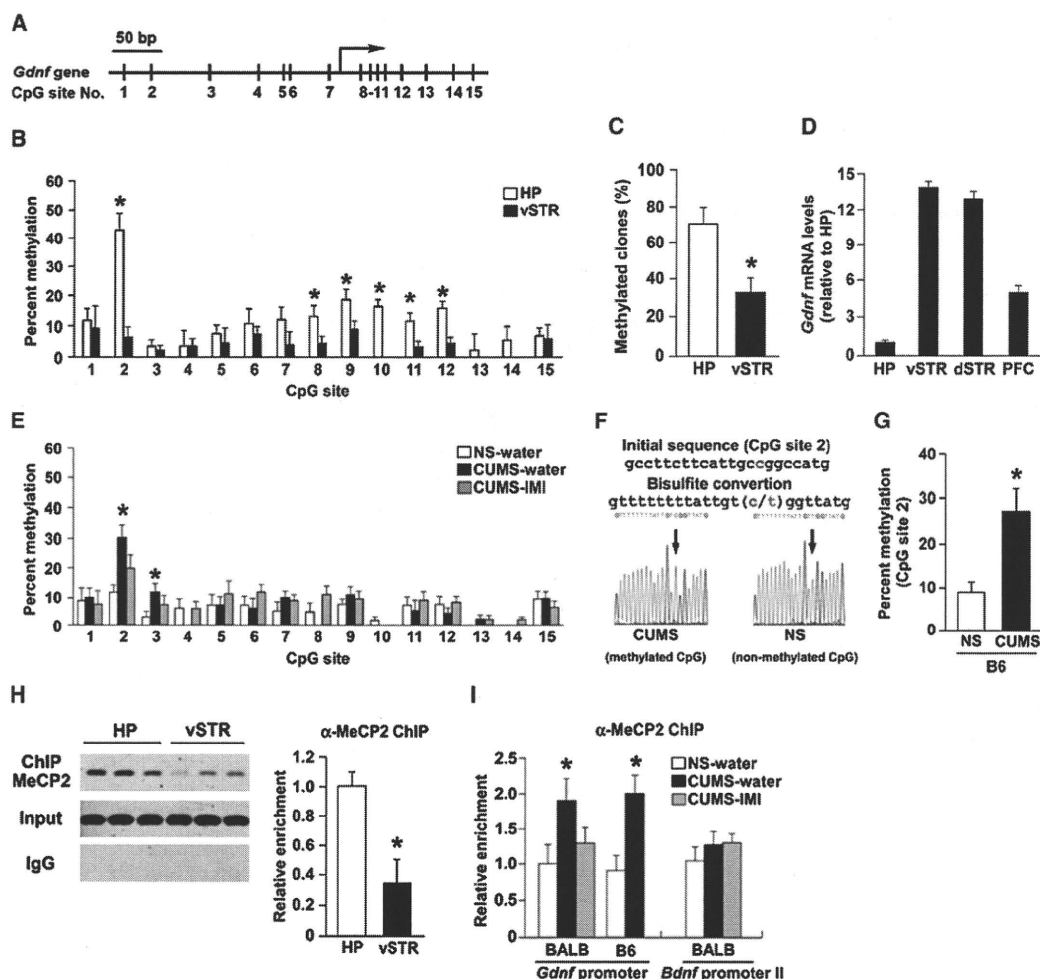 A
50 bp
Gdnf gene
CpG site No. 1 2 3 4 5 6 7 8-11 12 13 14 15
B
Percent methylation
60
50
40
30
20
10
0
* * * * * *
HP
vSTR
1 2 3 4 5 6 7 8 9 10 11 12 13 14 15
CpG site
C
Methylated clones (%)
100
80
60
40
20
0
*
HP vSTR
D
Gdnf mRNA levels
(relative to HP)
15
12
9
6
3
0
HP vSTR dSTR PFC
E
Percent methylation
60
50
40
30
20
10
0
* *
NS-water
CUMS-water
CUMS-IMI
1 2 3 4 5 6 7 8 9 10 11 12 13 14 15
CpG site
F
Initial sequence (CpG site 2)
gccttcttcattgccggccatg
Bisulfite convertion
gttttttttattgt(c/t)ggttatg
CUMS NS
(methylated CpG) (non-methylated CpG)
G
Percent methylation
(CpG site 2)
40
30
20
10
0
*
NS CUMS
B6
H
HP vSTR
ChIP
MeCP2
Input
IgG
α-MeCP2 ChIP
Relative enrichment
1.2
1.0
0.8
0.6
0.4
0.2
0
*
HP vSTR
I
α-MeCP2 ChIP
Relative enrichment
2.5
2.0
1.5
1.0
0.5
0
* *
NS-water
CUMS-water
CUMS-IMI
BALB B6 BALB
Gdnf promoter Bdnf promoter II